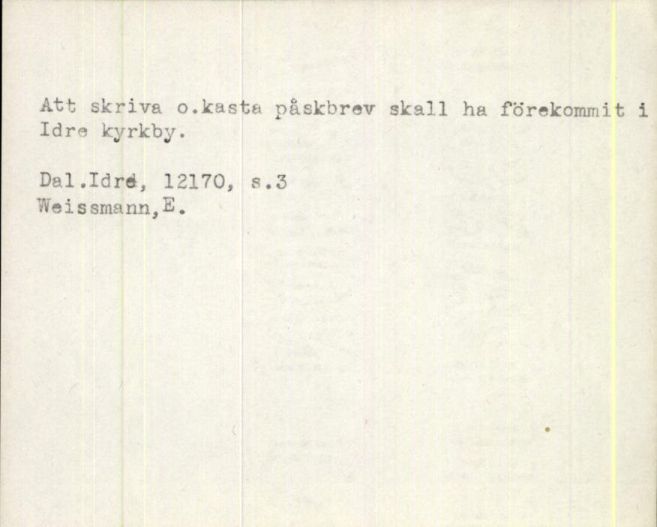 Att skriva o.kasta påskbrev skall ha förekommit i
Idre kyrkby.
Dal.Idre, 12170, s.3
Weissmann,E.